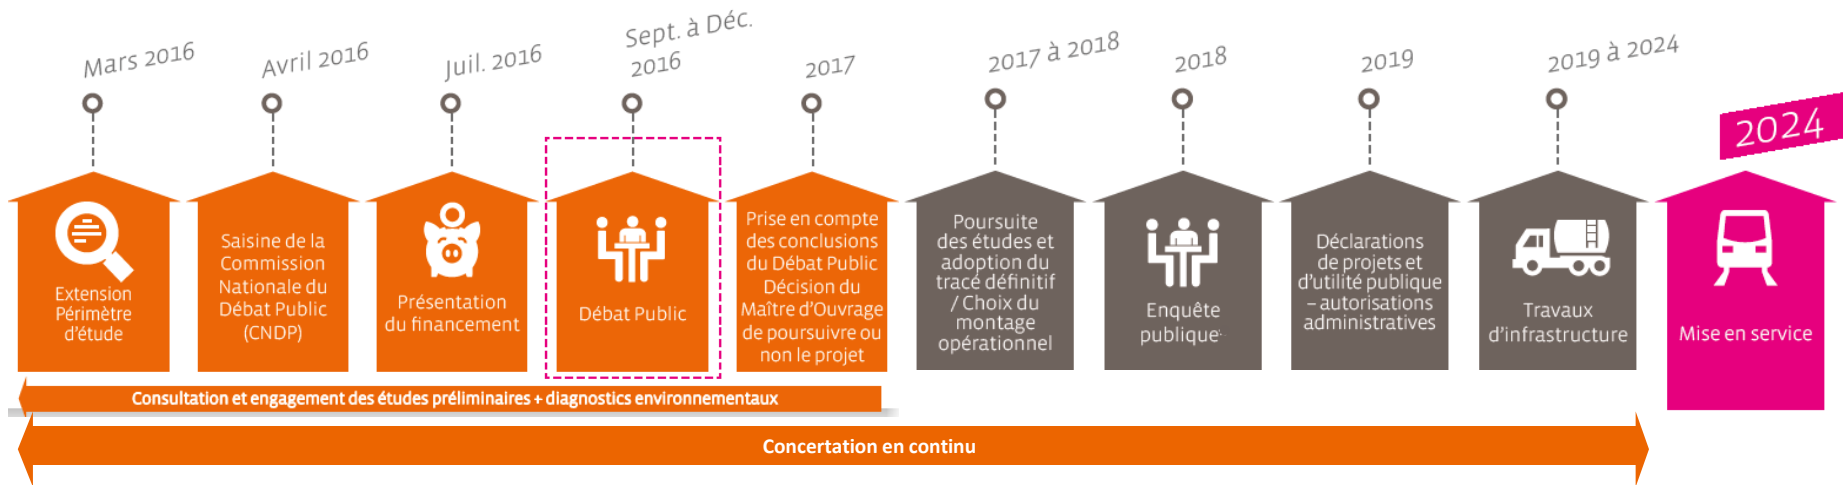 Mars 2016
Avril 2016
Juil. 2016
Sept. à Déc.
2016
2017
2017 à 2018
2018
2019
2019 à 2024
2024
Extension
Périmètre
d'étude
Saisine de la
Commission
Nationale du
Débat Public
(CNDP)
Présentation
du financement
Débat Public
Prise en compte
des conclusions
du Débat Public
Décision du
Maître d'Ouvrage
de poursuivre ou
non le projet
Poursuite
des études et
adoption du
tracé définitif
/ Choix du
montage
opérationnel
Enquête
publique
Déclarations
de projets et
d'utilité publique
– autorisations
administratives
Travaux
d'infrastructure
Mise en service
Consultation et engagement des études préliminaires + diagnostics environnementaux
Concertation en continu